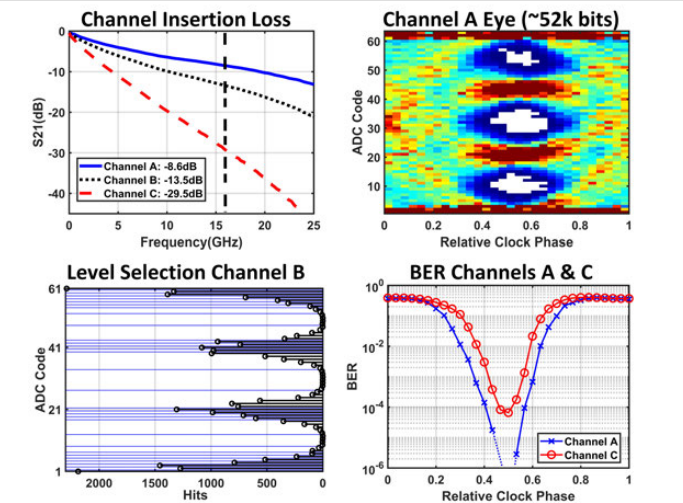 Channel Insertion Loss
0
-10
-20
-30
-40
S21(dB)
Channel A: -8.6dB
Channel B: -13.5dB
Channel C: -29.5dB
0 5 10 15 20 25
Frequency(GHz)
Channel A Eye (~52k bits)
60
50
40
30
20
10
ADC Code
0 0.2 0.4 0.6 0.8 1
Relative Clock Phase
Level Selection Channel B
61
41
21
1
ADC Code
2000 1500 1000 500 0
Hits
BER Channels A & C
10^0
10^-2
10^-4
10^-6
BER
Channel A
Channel C
0 0.2 0.4 0.6 0.8 1
Relative Clock Phase